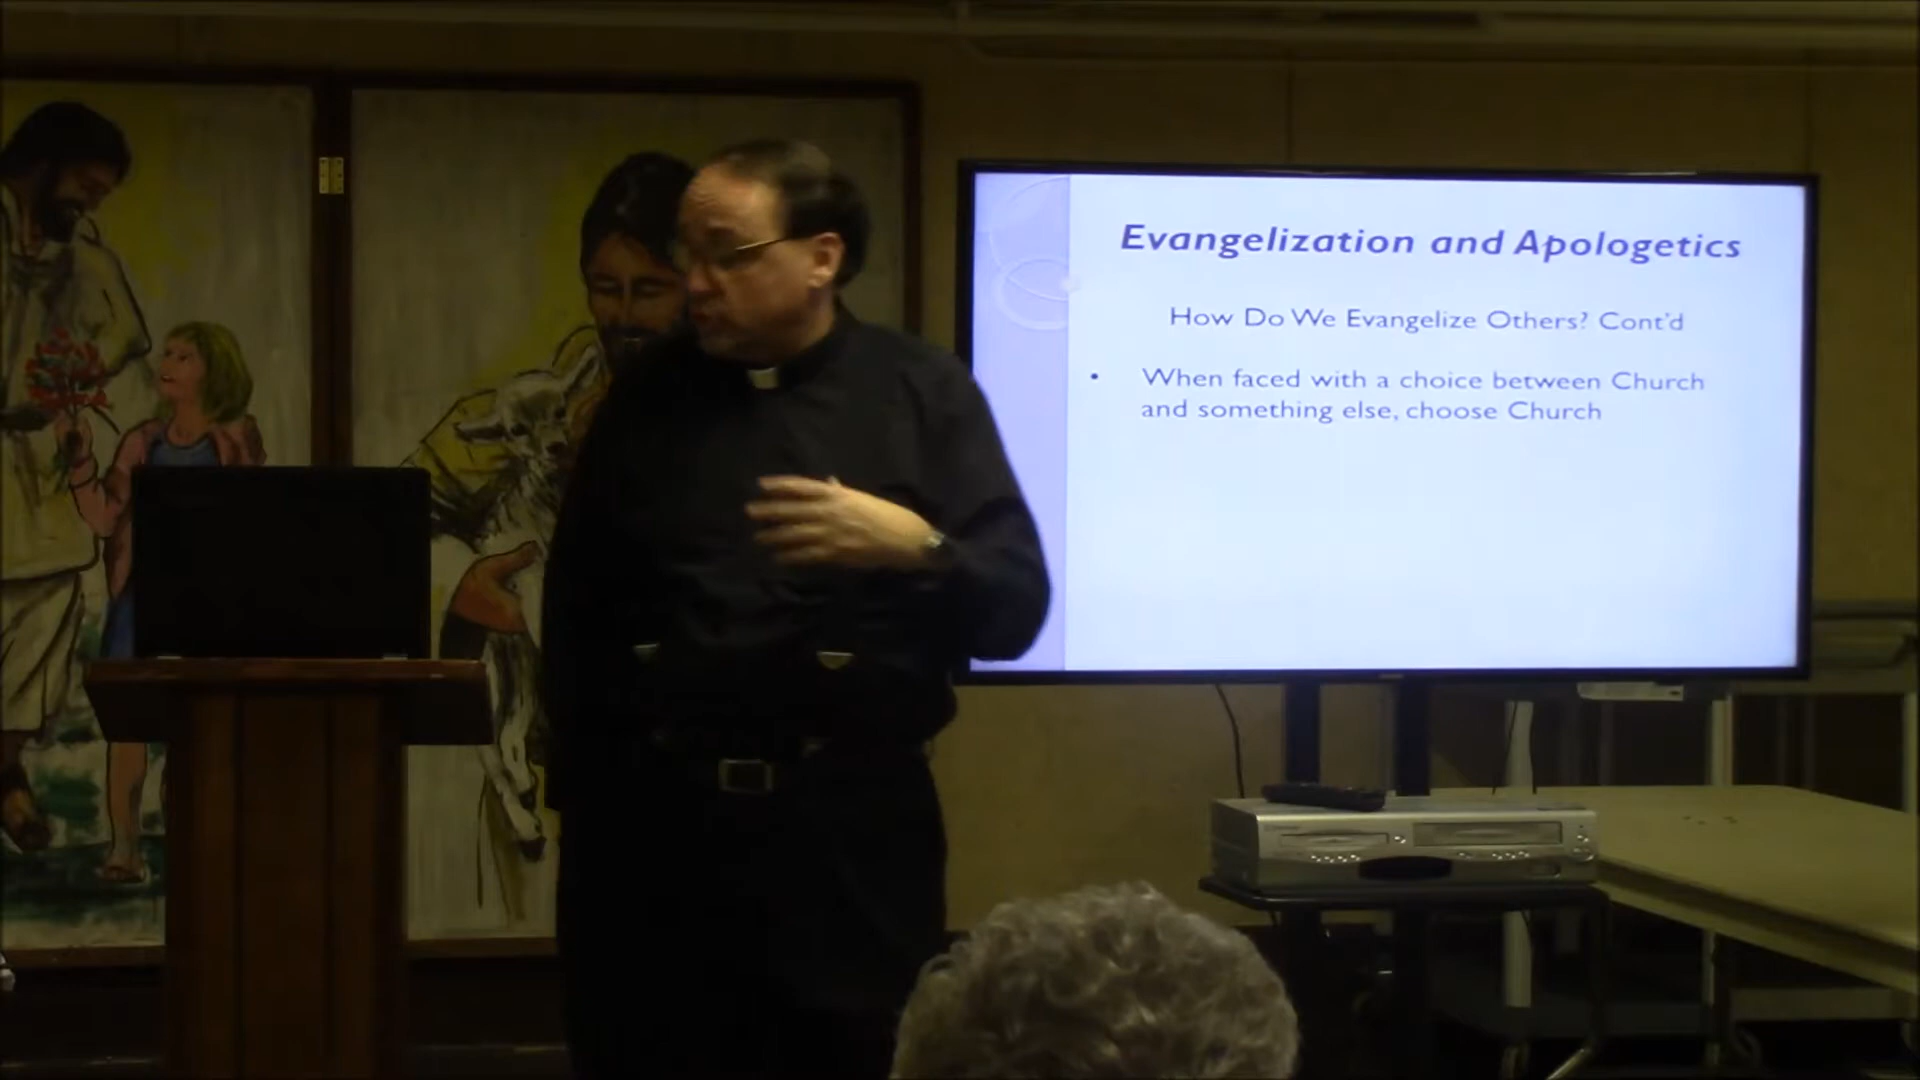 Evangelization and Apologetics
How Do We Evangelize Others? Cont'd
• When faced with a choice between Church
and something else, choose Church